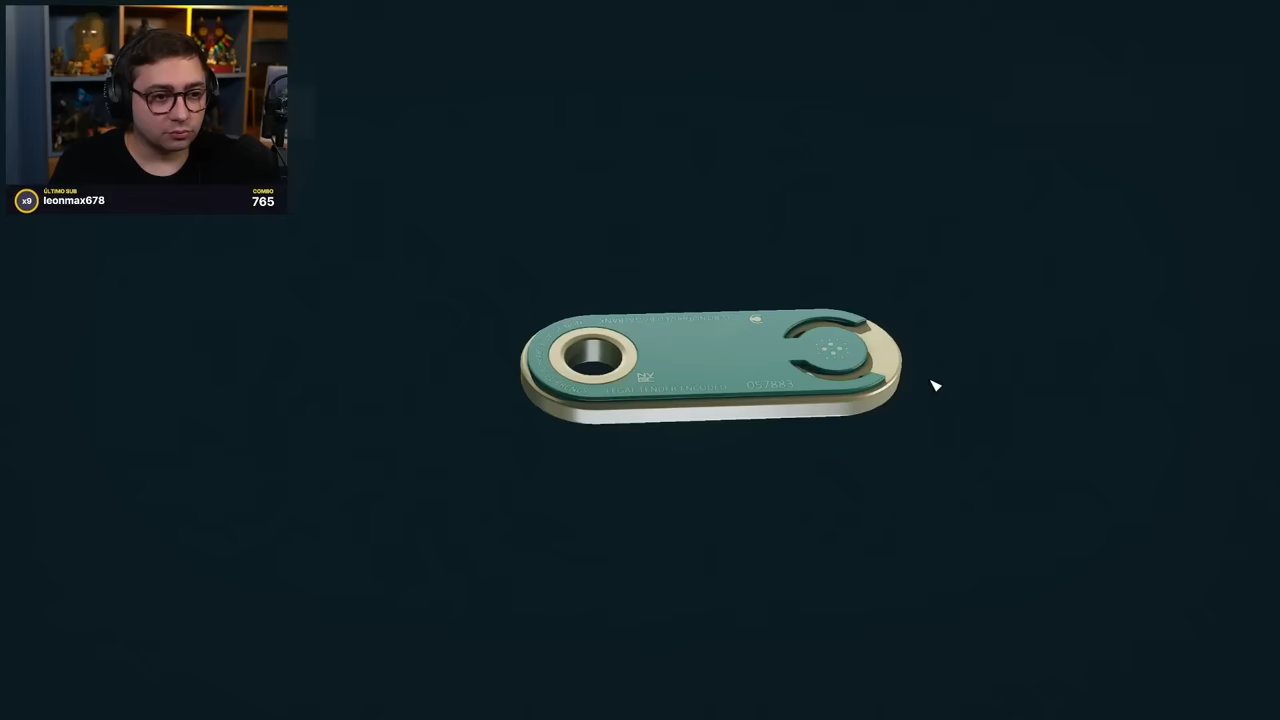 ÚLTIMO SUB
COMBO
x9
leonmax678
765
LEGAL TENDER ENCODED
057883